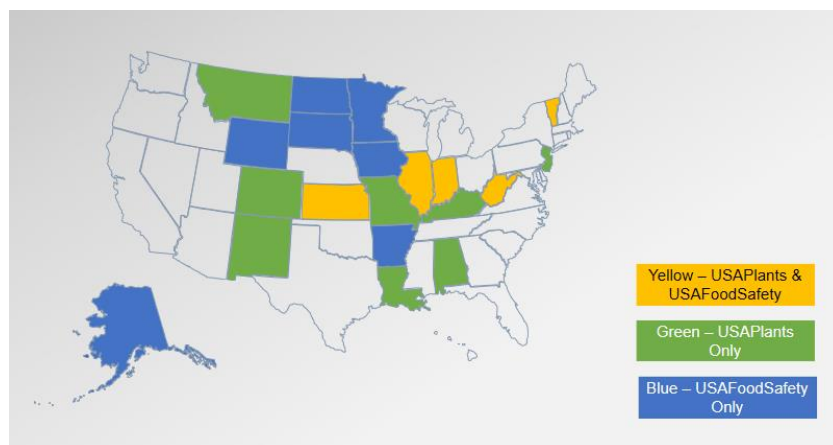 Yellow – USAPlants &
USAFoodSafety
Green – USAPlants
Only
Blue – USAFoodSafety
Only